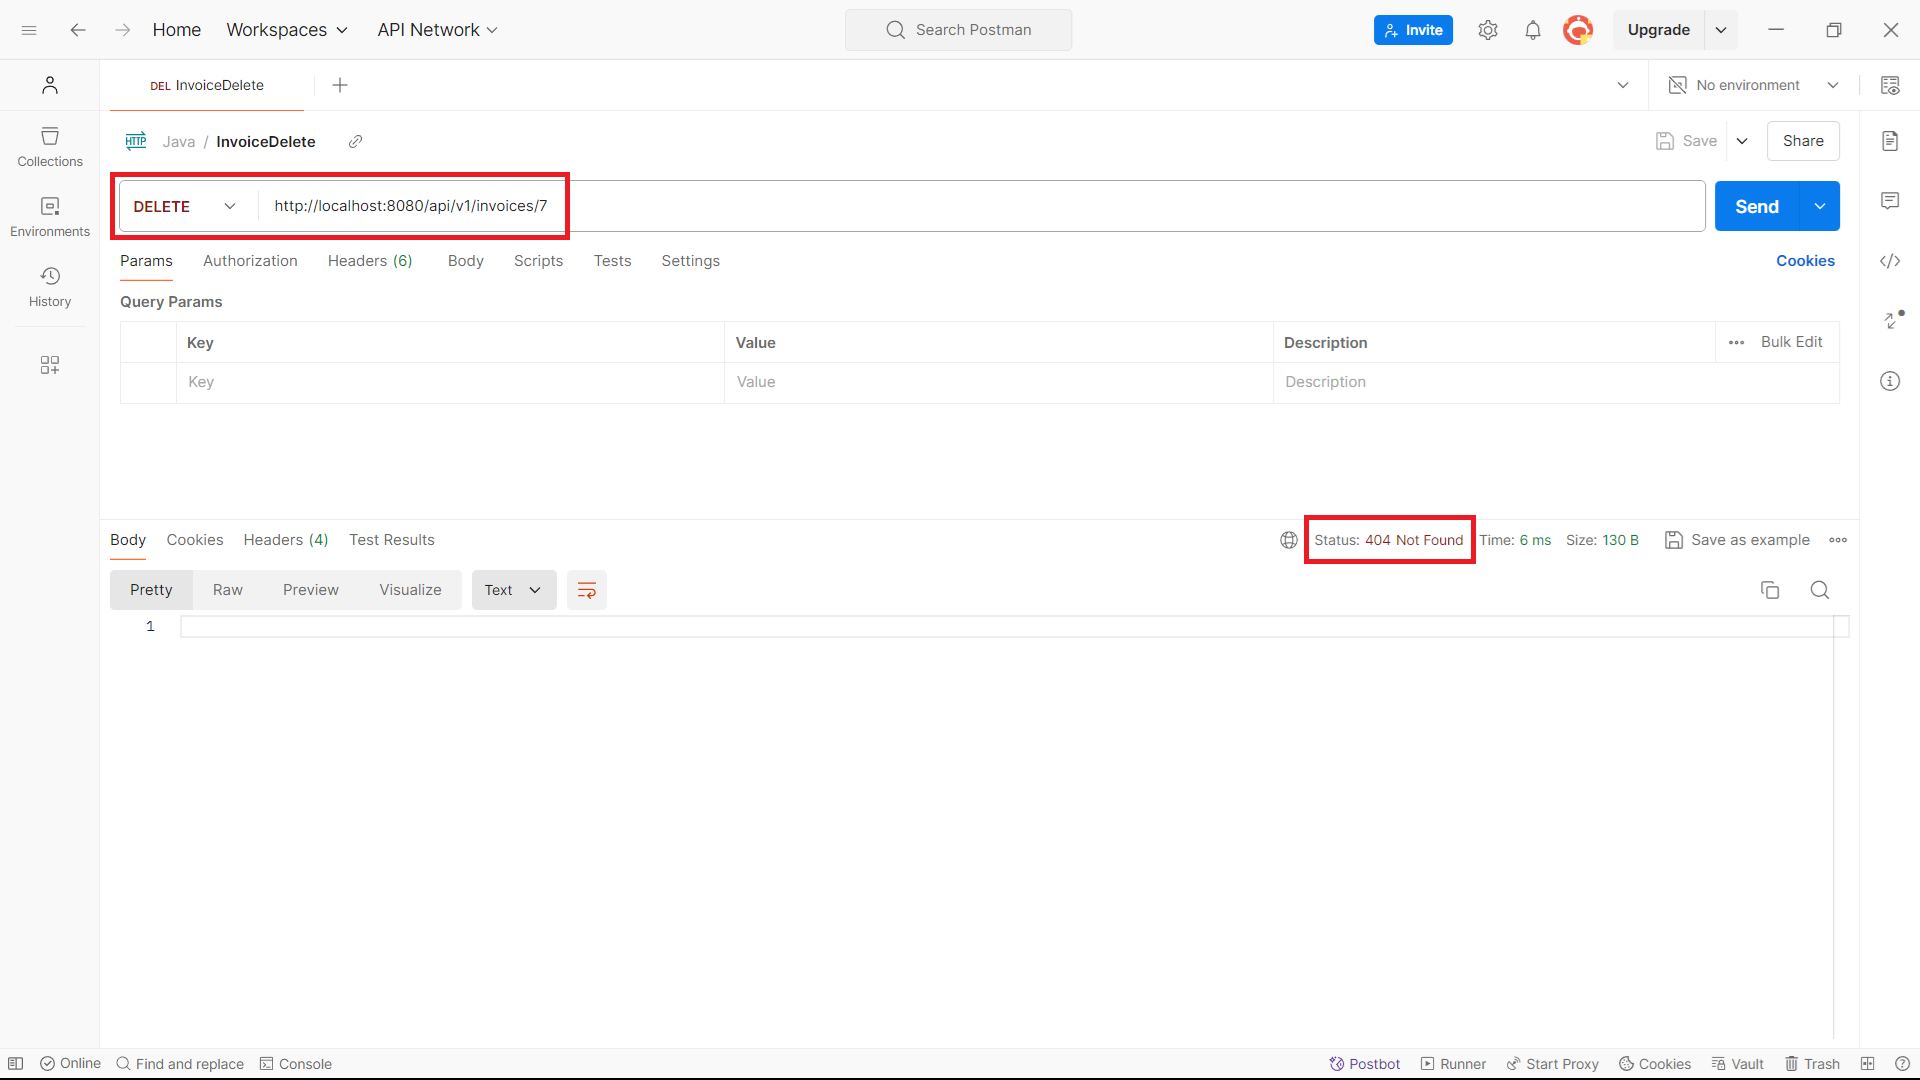 Home Workspaces API Network Search Postman Invite Upgrade
DEL InvoiceDelete No environment
HTTP Java / InvoiceDelete Save Share
Collections
DELETE http://localhost:8080/api/v1/invoices/7 Send
Environments
Params Authorization Headers (6) Body Scripts Tests Settings Cookies
History
Query Params
Key Value Description Bulk Edit
Key Value Description
Body Cookies Headers (4) Test Results Status: 404 Not Found Time: 6 ms Size: 130 B Save as example
Pretty Raw Preview Visualize Text
1
Online Find and replace Console Postbot Runner Start Proxy Cookies Vault Trash